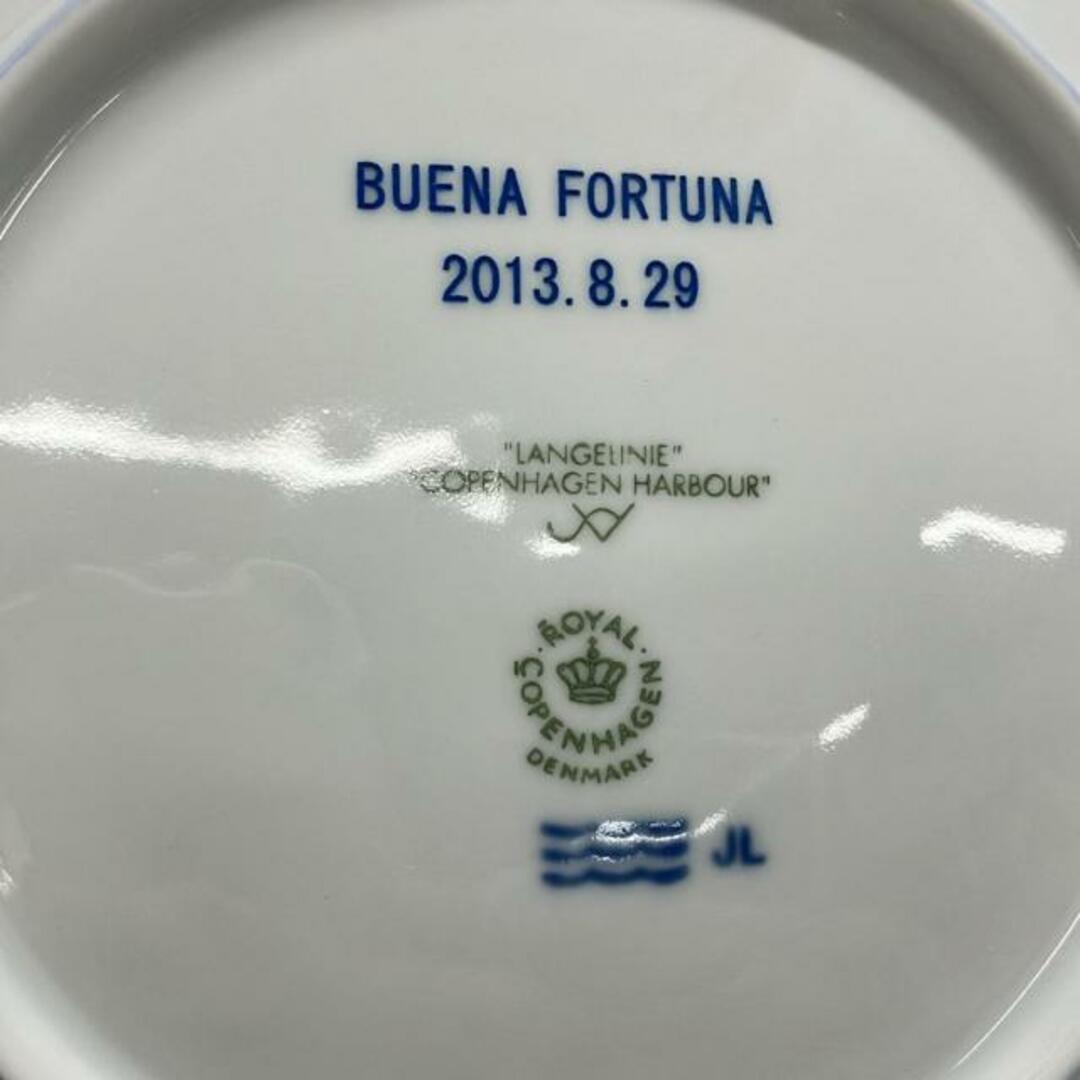 BUENA FORTUNA
2013.8.29
"LANGELINIE"
"COPENHAGEN HARBOUR"
ROYAL
COPENHAGEN
DENMARK
JL